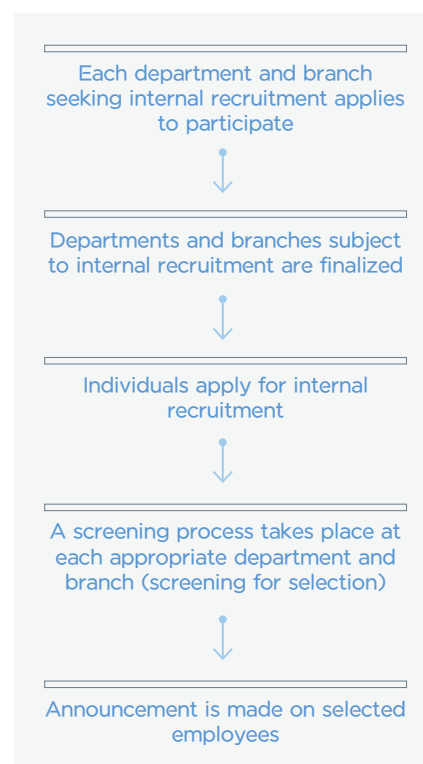 Each department and branch
seeking internal recruitment applies
to participate
Departments and branches subject
to internal recruitment are finalized
Individuals apply for internal
recruitment
A screening process takes place at
each appropriate department and
branch (screening for selection)
Announcement is made on selected
employees